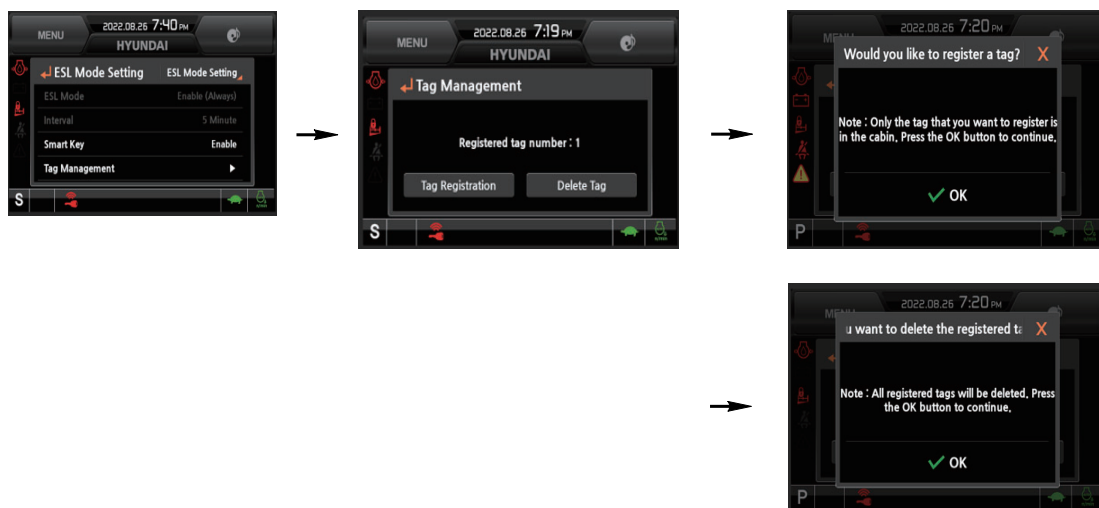 MENU
2022.08.26 7:40 PM
HYUNDAI
ESL Mode Setting
ESL Mode Setting
ESL Mode
Enable (Always)
Interval
5 Minute
Smart Key
Enable
Tag Management
S
MENU
2022.08.26 7:19 PM
HYUNDAI
Tag Management
Registered tag number : 1
Tag Registration
Delete Tag
S
2022.08.26 7:20 PM
Would you like to register a tag? X
Note : Only the tag that you want to register is
in the cabin. Press the OK button to continue.
OK
P
2022.08.26 7:20 PM
u want to delete the registered ta X
Note : All registered tags will be deleted. Press
the OK button to continue.
OK
P